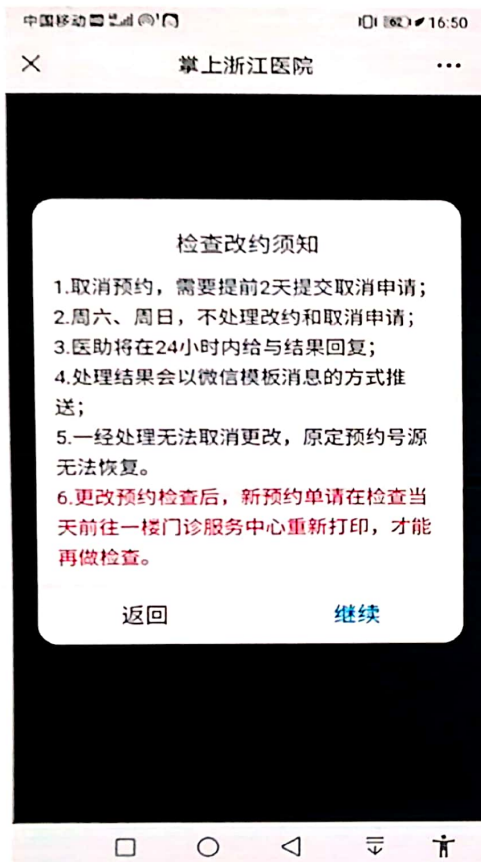 中国移动
62
16:50
掌上浙江医院
检查改约须知
1.取消预约，需要提前2天提交取消申请；
2.周六、周日，不处理改约和取消申请；
3.医助将在24小时内给与结果回复；
4.处理结果会以微信模板消息的方式推
送；
5.一经处理无法取消更改，原定预约号源
无法恢复。
6.更改预约检查后，新预约单请在检查当
天前往一楼门诊服务中心重新打印，才能
再做检查。
返回
继续